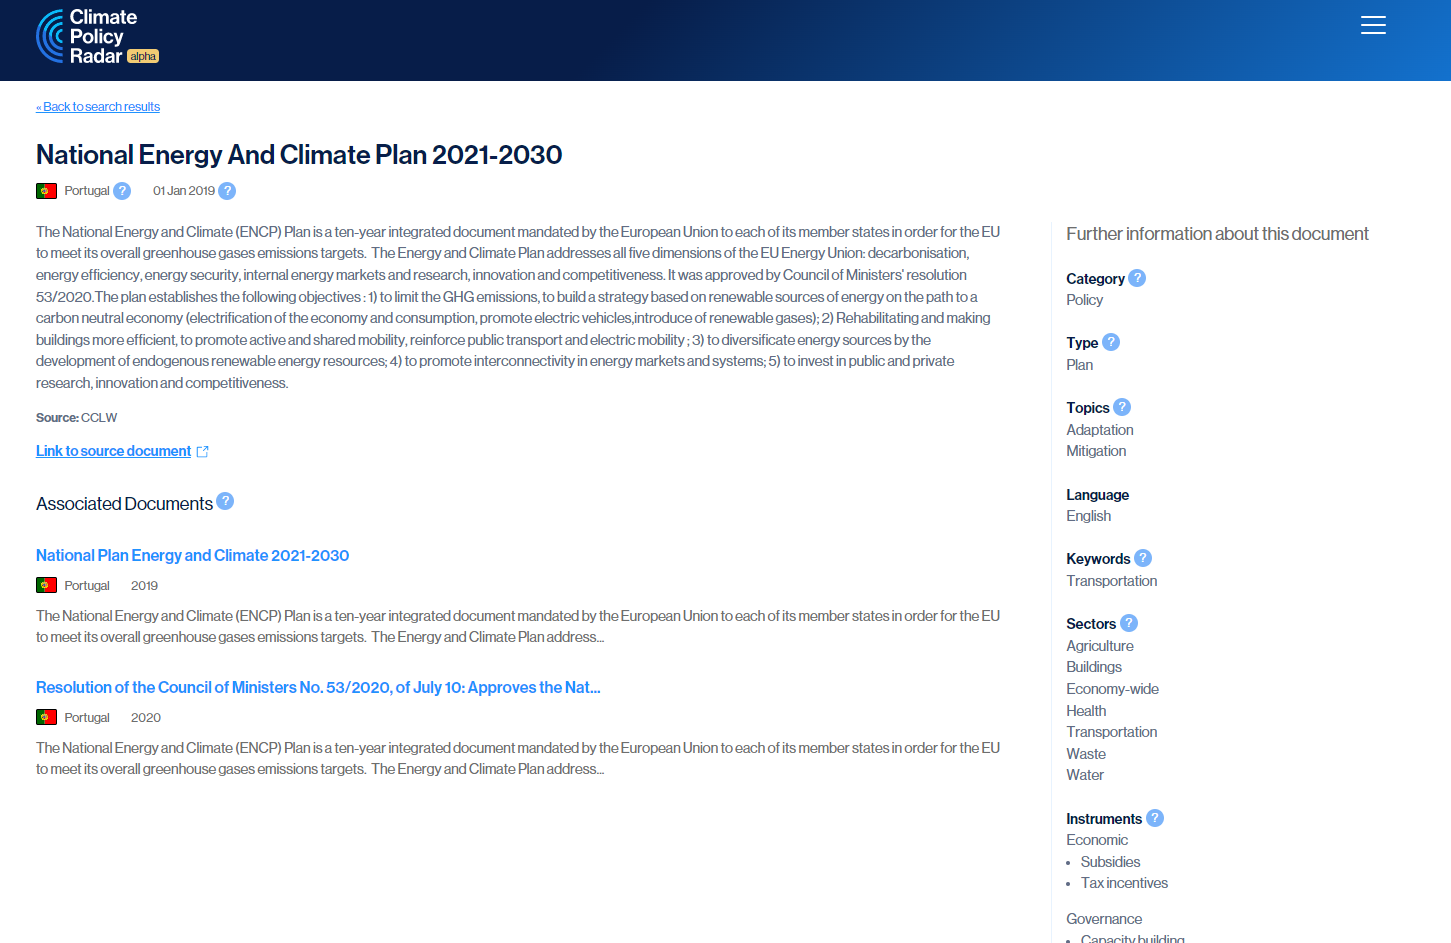 Climate
Policy
Radar alpha
« Back to search results
National Energy And Climate Plan 2021-2030
Portugal ? 01 Jan 2019 ?
The National Energy and Climate (ENCP) Plan is a ten-year integrated document mandated by the European Union to each of its member states in order for the EU
to meet its overall greenhouse gases emissions targets. The Energy and Climate Plan addresses all five dimensions of the EU Energy Union: decarbonisation,
energy efficiency, energy security, internal energy markets and research, innovation and competitiveness. It was approved by Council of Ministers' resolution
53/2020.The plan establishes the following objectives : 1) to limit the GHG emissions, to build a strategy based on renewable sources of energy on the path to a
carbon neutral economy (electrification of the economy and consumption, promote electric vehicles,introduce of renewable gases); 2) Rehabilitating and making
buildings more efficient, to promote active and shared mobility, reinforce public transport and electric mobility ; 3) to diversificate energy sources by the
development of endogenous renewable energy resources; 4) to promote interconnectivity in energy markets and systems; 5) to invest in public and private
research, innovation and competitiveness.
Source: CCLW
Link to source document
Associated Documents ?
National Plan Energy and Climate 2021-2030
Portugal 2019
The National Energy and Climate (ENCP) Plan is a ten-year integrated document mandated by the European Union to each of its member states in order for the EU
to meet its overall greenhouse gases emissions targets. The Energy and Climate Plan address...
Resolution of the Council of Ministers No. 53/2020, of July 10: Approves the Nat...
Portugal 2020
The National Energy and Climate (ENCP) Plan is a ten-year integrated document mandated by the European Union to each of its member states in order for the EU
to meet its overall greenhouse gases emissions targets. The Energy and Climate Plan address...
Further information about this document
Category ?
Policy
Type ?
Plan
Topics ?
Adaptation
Mitigation
Language
English
Keywords ?
Transportation
Sectors ?
Agriculture
Buildings
Economy-wide
Health
Transportation
Waste
Water
Instruments ?
Economic
• Subsidies
• Tax incentives
Governance
• Capacity building